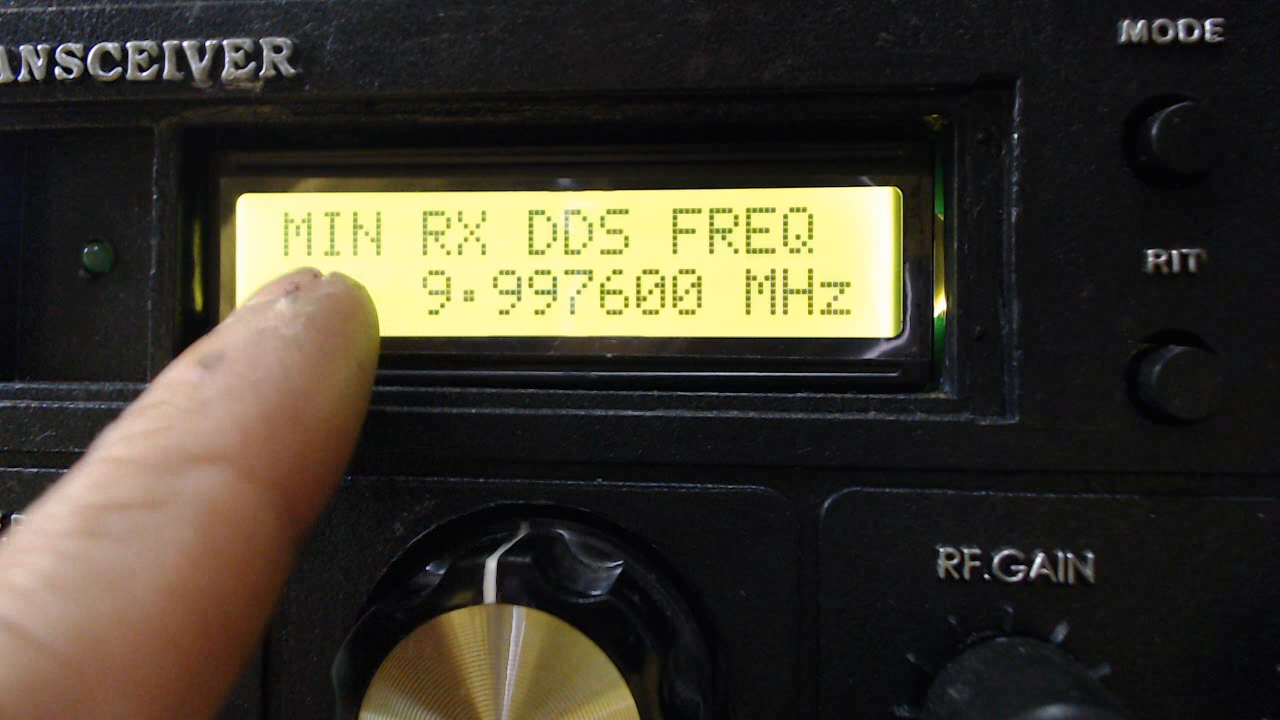 ANSCEIVER
MODE
MIN RX DDS FREQ
9.997600 MHz
RIT
RF.GAIN